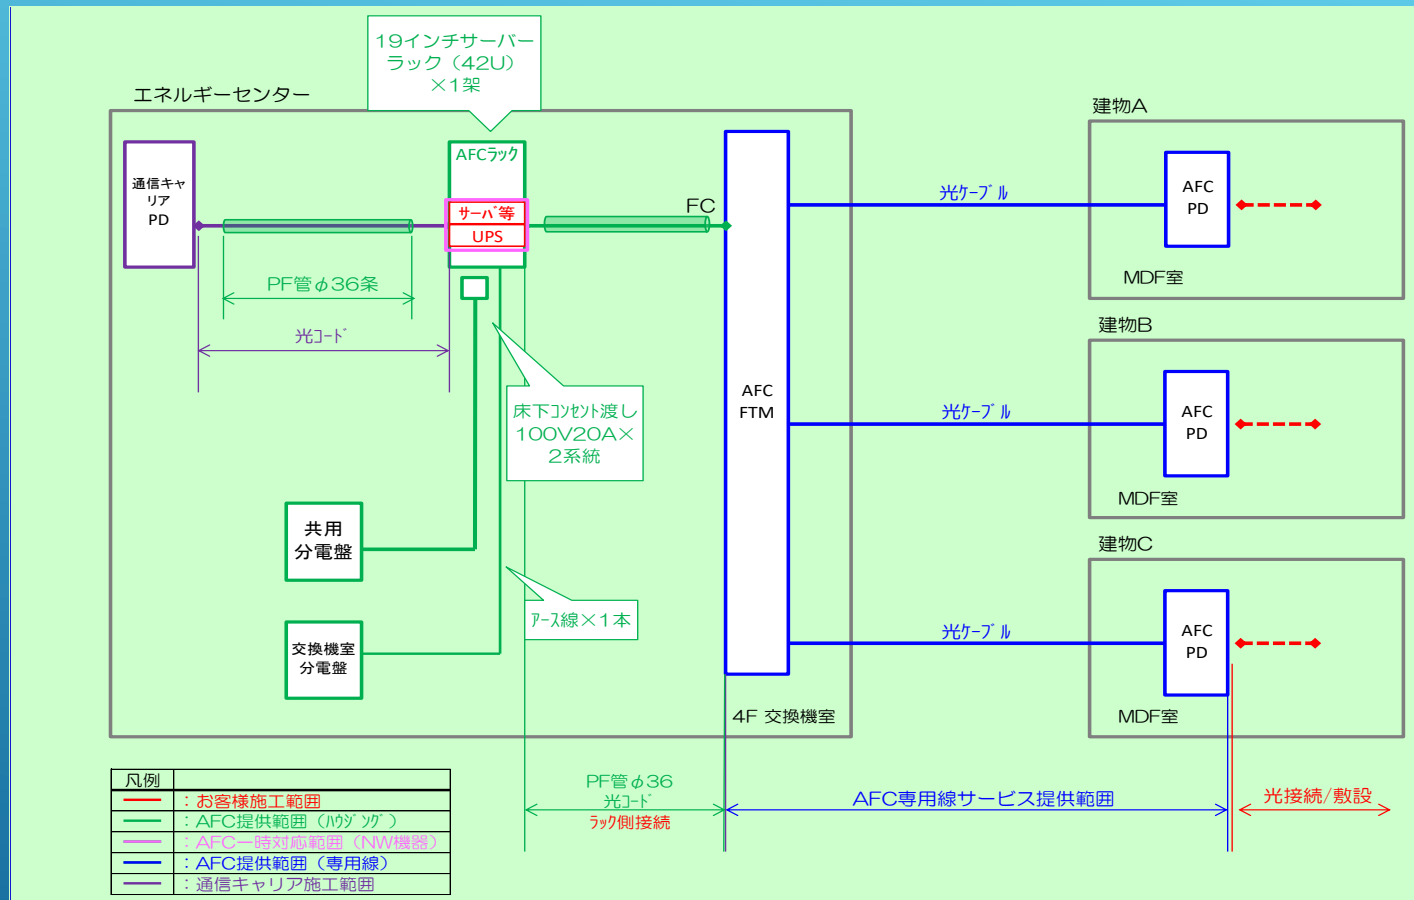 19インチサーバー
ラック（42U）
×1架
エネルギーセンター
建物A
通信キャ
リア
PD
AFCラック
サーバ等
UPS
FC
光ケーブル
AFC
PD
MDF室
PF管φ36条
光コード
建物B
床下コンセント渡し
100V20A×
2系統
AFC
FTM
光ケーブル
AFC
PD
MDF室
共用
分電盤
建物C
アース線×1本
交換機室
分電盤
光ケーブル
AFC
PD
4F 交換機室
MDF室
凡例
：お客様施工範囲
：AFC提供範囲（ハウジング）
：AFC一時対応範囲（NW機器）
：AFC提供範囲（専用線）
：通信キャリア施工範囲
PF管φ36
光コード
ラック側接続
AFC専用線サービス提供範囲
光接続/敷設